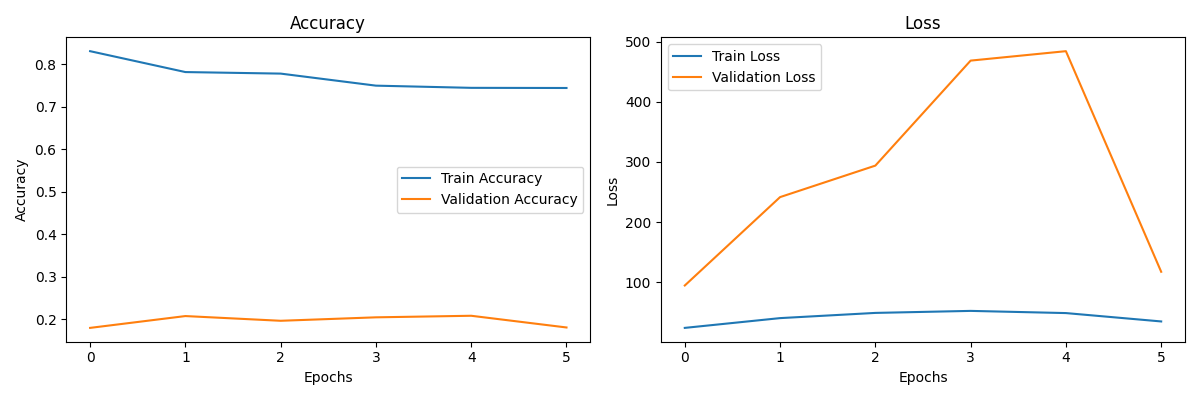 Accuracy
Accuracy
0.8
0.7
0.6
0.5
0.4
0.3
0.2
Train Accuracy
Validation Accuracy
0 1 2 3 4 5
Epochs
Loss
Loss
500
400
300
200
100
Train Loss
Validation Loss
0 1 2 3 4 5
Epochs